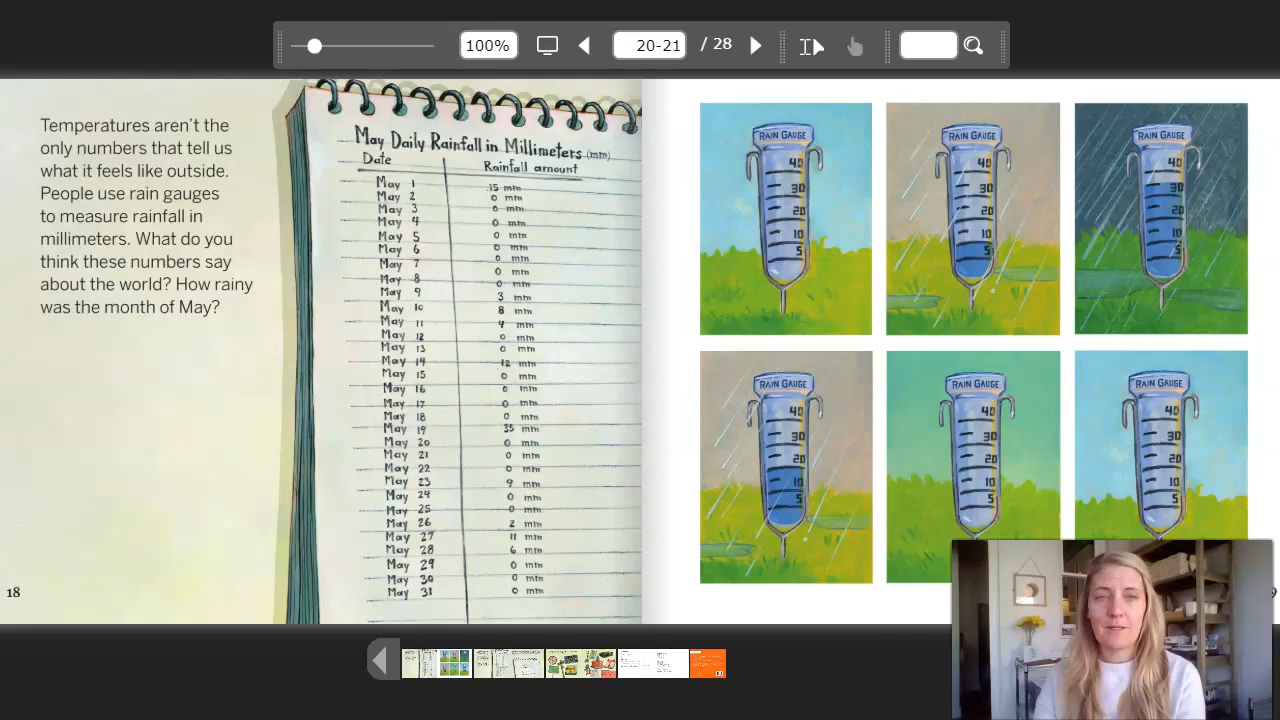 100%
20-21
/ 28
Temperatures aren't the
only numbers that tell us
what it feels like outside.
People use rain gauges
to measure rainfall in
millimeters. What do you
think these numbers say
about the world? How rainy
was the month of May?
18
May Daily Rainfall in Millimeters (mm)
Date Rainfall amount
May 1 .15 mm
May 2 0 mm
May 3 0 mm
May 4 0 mm
May 5 0 mm
May 6 0 mm
0 mm
May 7 0 mm
May 8 0 mm
May 9 3 mm
May 10 8 mm
May 11 4 mm
May 12 0 mm
May 13 0 mm
May 14 12 mm
May 15 0 mm
May 16 0 mm
May 17 0 mm
May 18 0 mm
May 19 35 mm
May 20 0 mm
May 21 0 mm
May 22 0 mm
May 23 9 mm
May 24 0 mm
May 25 0 mm
May 26 2 mm
May 27 11 mm
May 28 6 mm
May 29 0 mm
May 30 0 mm
May 31 0 mm
RAIN GAUGE
40
30
20
10
5
RAIN GAUGE
40
30
20
10
5
RAIN GAUGE
40
30
20
10
5
RAIN GAUGE
40
30
20
10
5
RAIN GAUGE
40
30
20
10
5
RAIN GAUGE
40
30
20
10
5